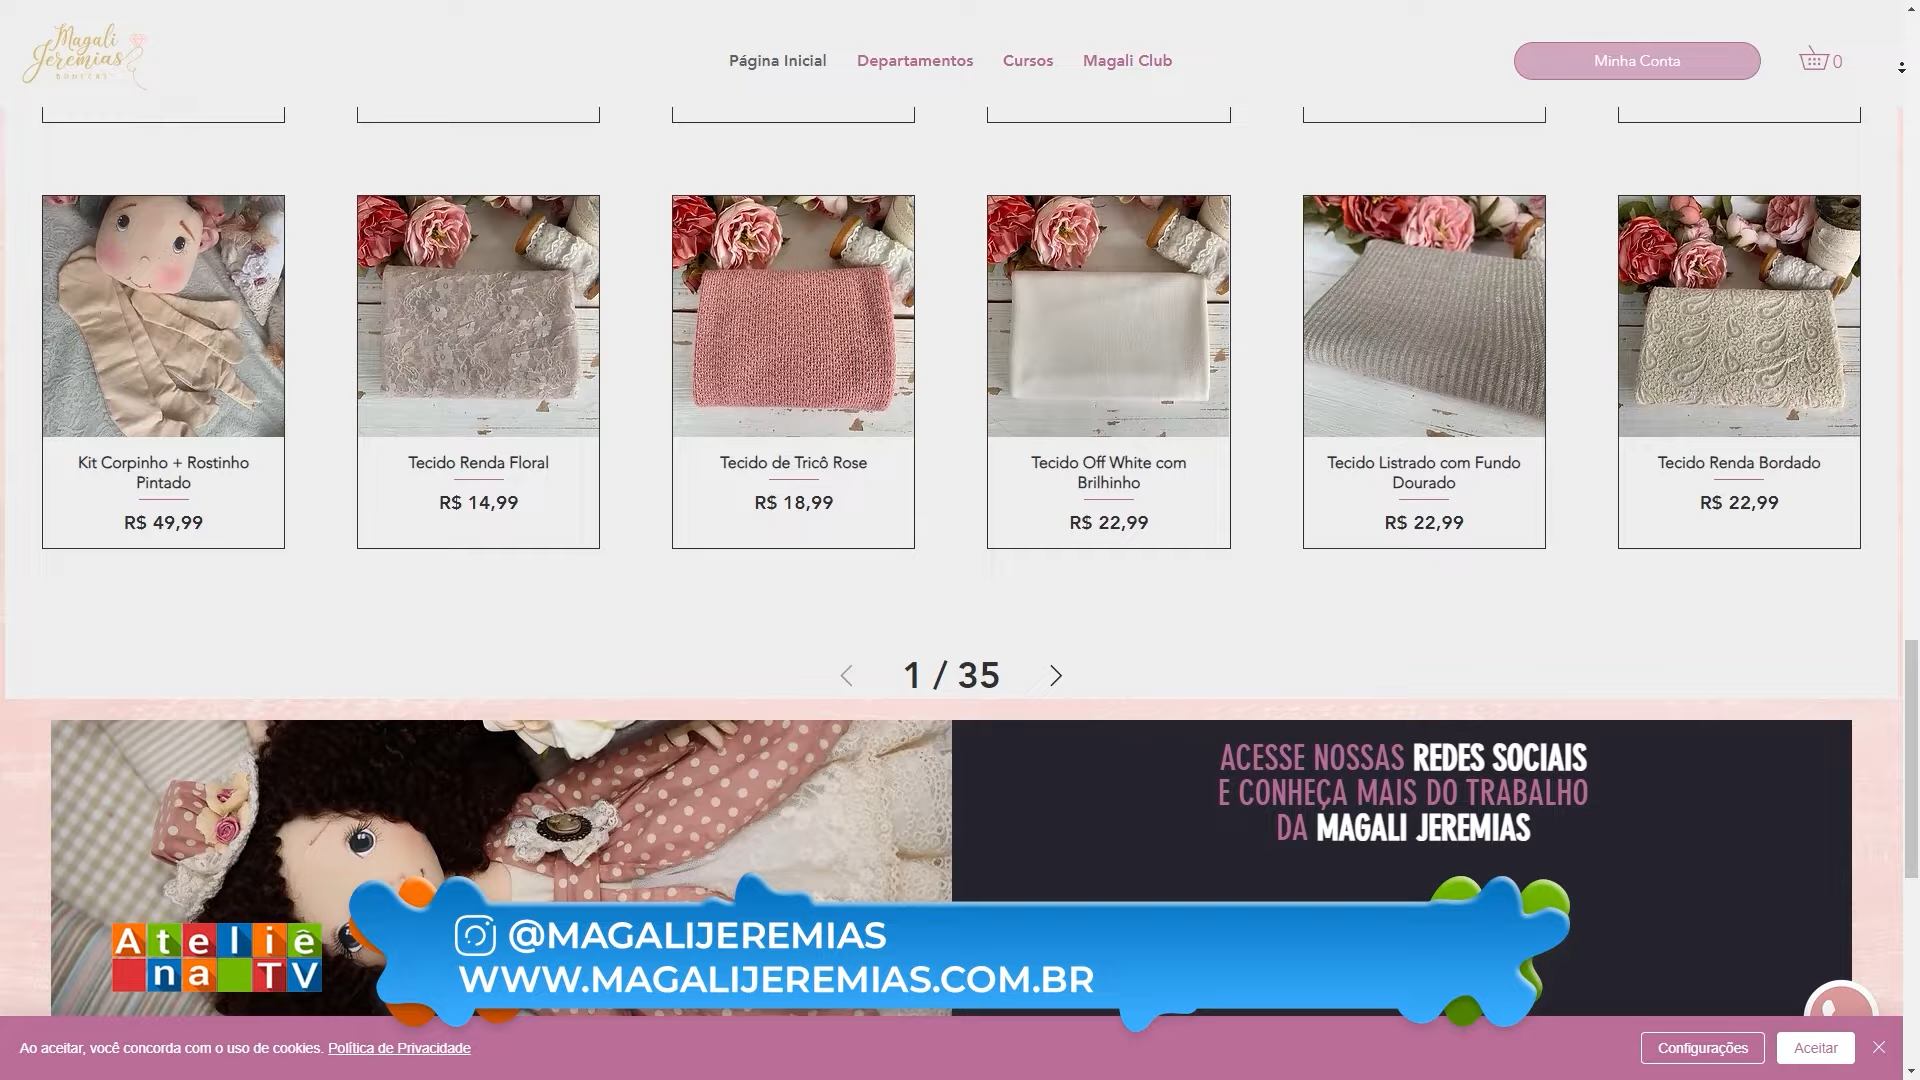 Magali
Jeremias
BONECAS
Página Inicial
Departamentos
Cursos
Magali Club
Minha Conta
0
Kit Corpinho + Rostinho
Pintado
R$ 49,99
Tecido Renda Floral
R$ 14,99
Tecido de Tricô Rose
R$ 18,99
Tecido Off White com
Brilhinho
R$ 22,99
Tecido Listrado com Fundo
Dourado
R$ 22,99
Tecido Renda Bordado
R$ 22,99
1 / 35
ACESSE NOSSAS REDES SOCIAIS
E CONHEÇA MAIS DO TRABALHO
DA MAGALI JEREMIAS
Ateliê
na TV
@MAGALIJEREMIAS
WWW.MAGALIJEREMIAS.COM.BR
Ao aceitar, você concorda com o uso de cookies. Política de Privacidade
Configurações
Aceitar